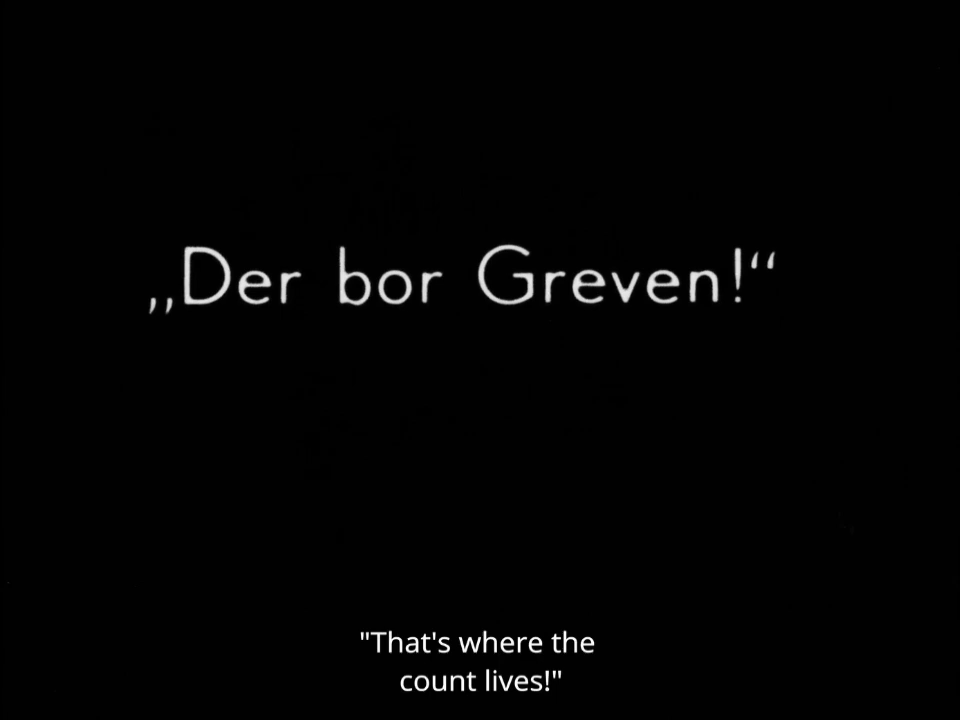 „Der bor Greven!“
"That's where the
count lives!"